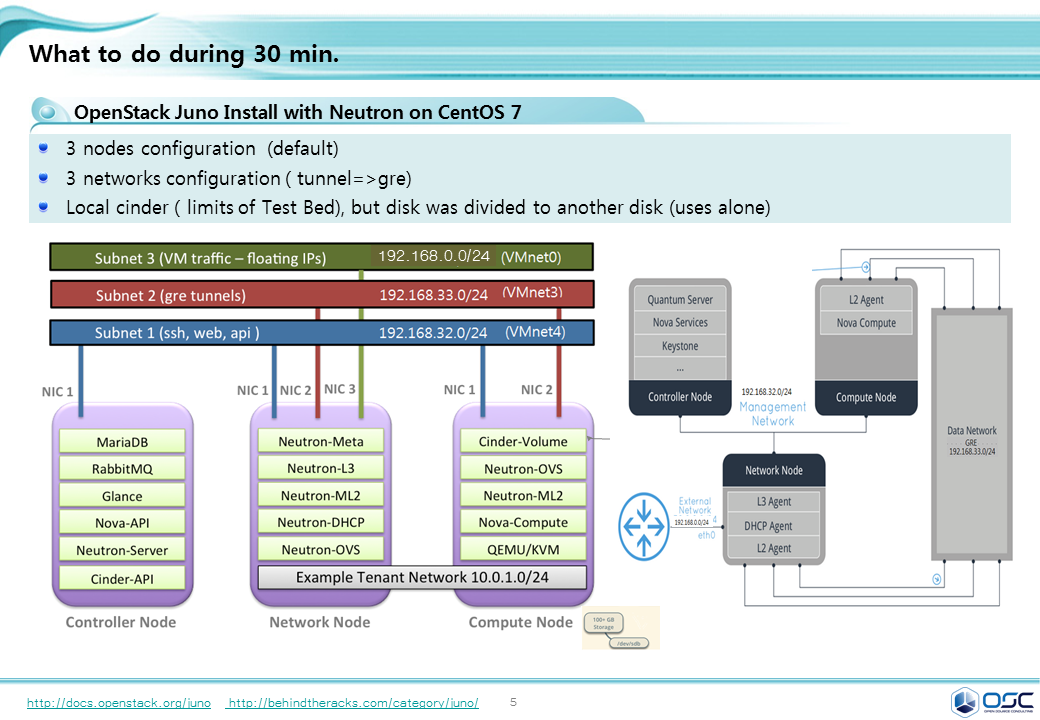 What to do during 30 min.
OpenStack Juno Install with Neutron on CentOS 7
3 nodes configuration (default)
3 networks configuration ( tunnel=>gre)
Local cinder ( limits of Test Bed), but disk was divided to another disk (uses alone)
Subnet 3 (VM traffic – floating IPs) 192.168.0.0/24 (VMnet0)
Subnet 2 (gre tunnels) 192.168.33.0/24 (VMnet3)
Subnet 1 (ssh, web, api ) 192.168.32.0/24 (VMnet4)
NIC 1
NIC 1 NIC 2 NIC 3
NIC 1 NIC 2
MariaDB
RabbitMQ
Glance
Nova-API
Neutron-Server
Cinder-API
Controller Node
Neutron-Meta
Neutron-L3
Neutron-ML2
Neutron-DHCP
Neutron-OVS
Network Node
Cinder-Volume
Neutron-OVS
Neutron-ML2
Nova-Compute
QEMU/KVM
Example Tenant Network 10.0.1.0/24
Compute Node
100+ GB
Storage
/dev/sdb
Quantum Server
Nova Services
Keystone
...
Controller Node
L2 Agent
Nova Compute
Compute Node
192.168.32.0/24
Management
Network
Data Network
GRE
192.168.33.0/24
Network Node
L3 Agent
DHCP Agent
L2 Agent
External
Network
192.168.0.0/24 4
eth0
http://docs.openstack.org/juno http://behindtheracks.com/category/juno/ 5
OSC
OPEN SOURCE CONSULTING